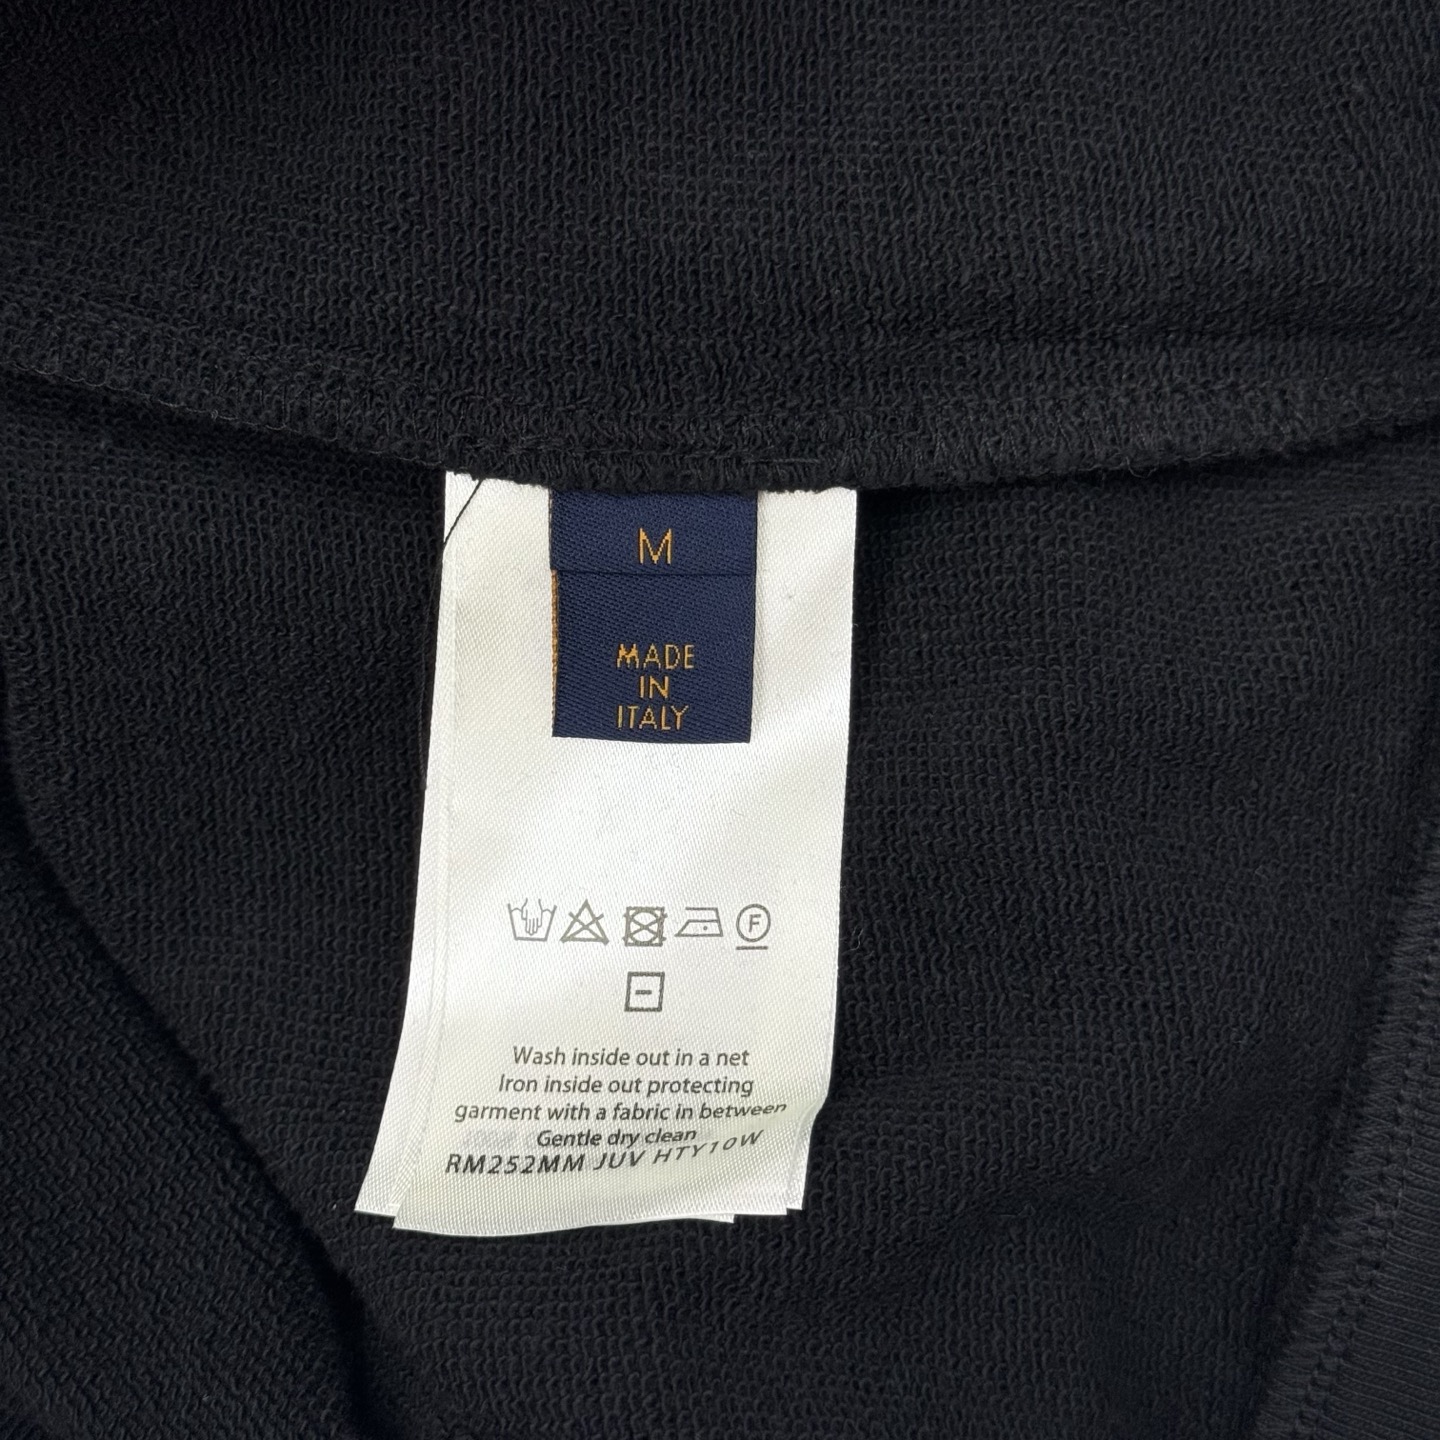 M
MADE
IN
ITALY
F
Wash inside out in a net
Iron inside out protecting
garment with a fabric in between
Gentle dry clean
RM252MM JUV HTY10W